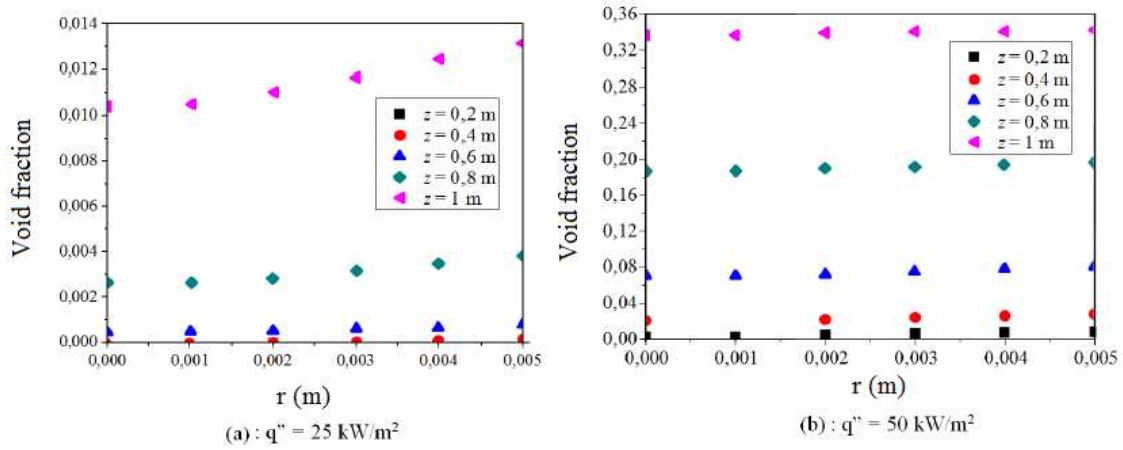 0,014
0,012
0,010
0,008
0,006
0,004
0,002
0,000
Void fraction
0,000 0,001 0,002 0,003 0,004 0,005
r (m)
z = 0,2 m
z = 0,4 m
z = 0,6 m
z = 0,8 m
z = 1 m
(a) : q” = 25 kW/m²
0,36
0,32
0,28
0,24
0,20
0,16
0,12
0,08
0,04
0,00
Void fraction
0,000 0,001 0,002 0,003 0,004 0,005
r (m)
z = 0,2 m
z = 0,4 m
z = 0,6 m
z = 0,8 m
z = 1 m
(b) : q” = 50 kW/m²